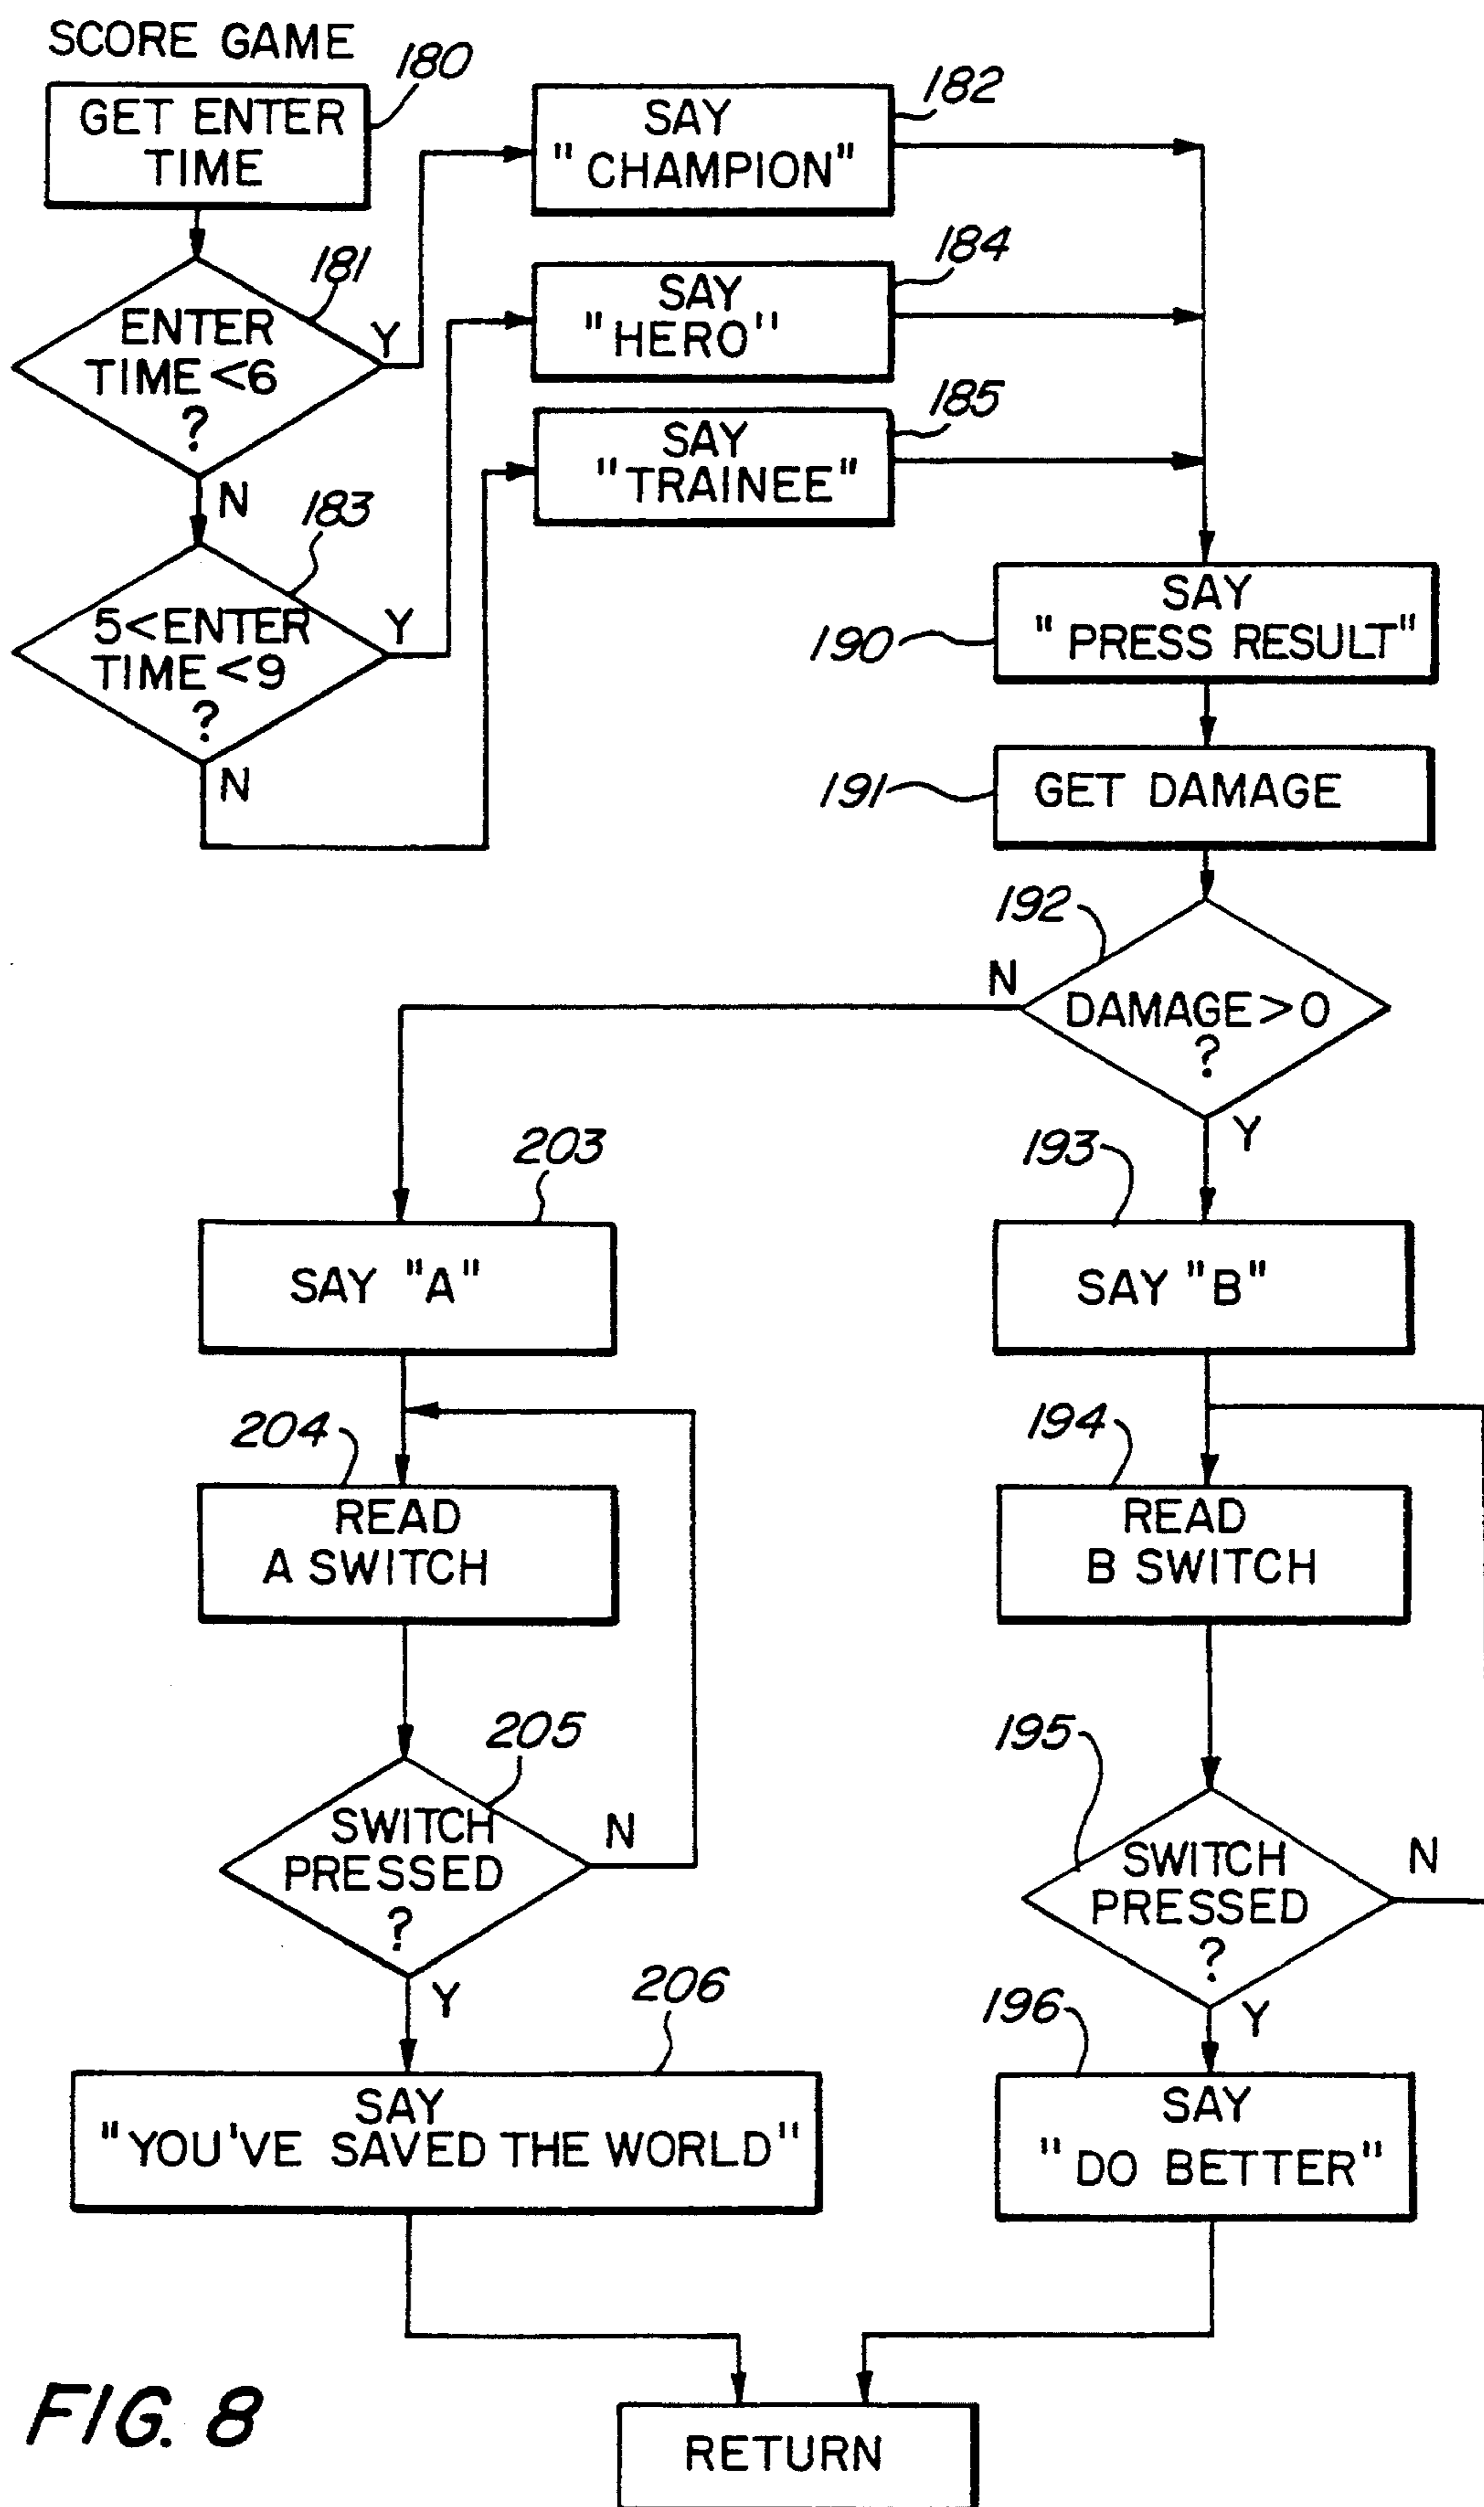 SCORE GAME
180
GET ENTER
TIME
181
ENTER
TIME <6
?
Y
N
183
5<ENTER
TIME <9
?
Y
N
182
SAY
"CHAMPION"
184
SAY
"HERO"
185
SAY
"TRAINEE"
190
SAY
"PRESS RESULT"
191
GET DAMAGE
192
N
DAMAGE>0
?
Y
203
SAY "A"
204
READ
A SWITCH
205
SWITCH
PRESSED
?
N
Y
206
SAY
"YOU'VE SAVED THE WORLD"
193
SAY "B"
194
READ
B SWITCH
195
SWITCH
PRESSED
?
N
Y
196
SAY
"DO BETTER"
RETURN
FIG. 8